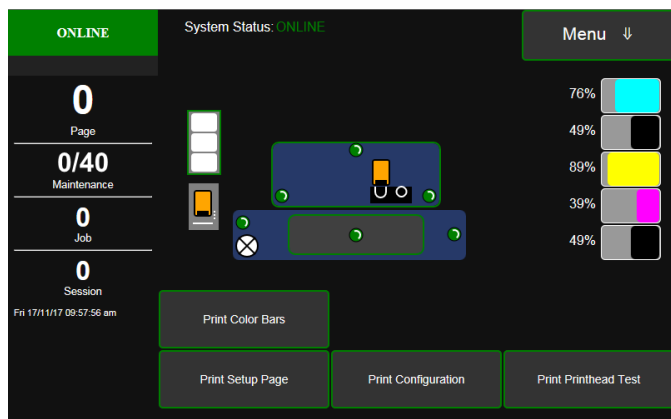 ONLINE
System Status: ONLINE
Menu ⇓
0
Page
0/40
Maintenance
0
Job
0
Session
Fri 17/11/17 09:57:56 am
76%
49%
89%
39%
49%
Print Color Bars
Print Setup Page
Print Configuration
Print Printhead Test